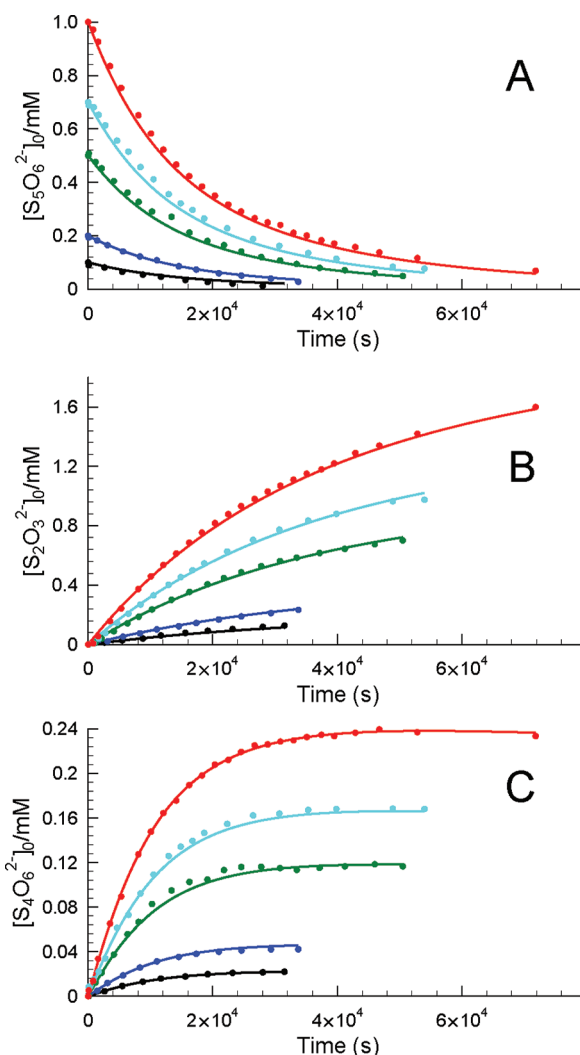 1.0
0.8
0.6
0.4
0.2
0
A
[S₅O₆²⁻]₀/mM
2×10⁴ 4×10⁴ 6×10⁴
Time (s)
1.6
1.2
0.8
0.4
0
B
[S₂O₃²⁻]₀/mM
0 2×10⁴ 4×10⁴ 6×10⁴
Time (s)
0.24
0.2
0.16
0.12
0.08
0.04
0
C
[S₄O₆²⁻]₀/mM
0 2×10⁴ 4×10⁴ 6×10⁴
Time (s)